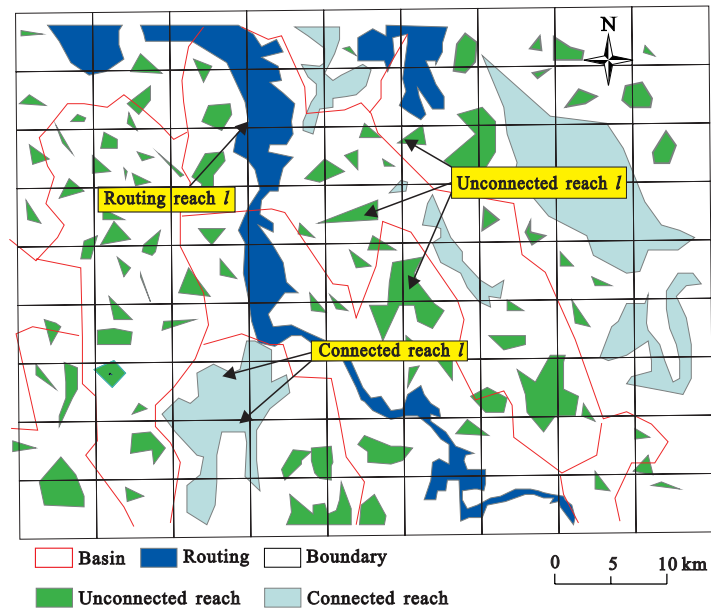 N
Routing reach l
Unconnected reach l
Connected reach l
Basin
Routing
Boundary
0 5 10 km
Unconnected reach
Connected reach